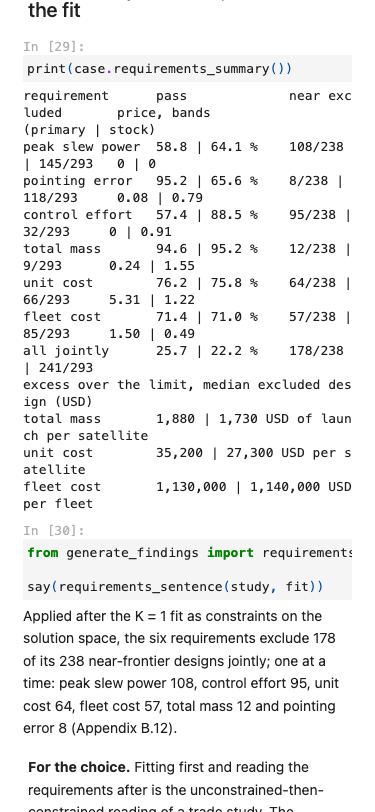 the fit
In [29]:
print(case.requirements_summary())
requirement      pass             near exc
luded       price, bands
(primary | stock)
peak slew power  58.8 | 64.1 %    108/238
| 145/293   0 | 0
pointing error   95.2 | 65.6 %    8/238 |
118/293    0.08 | 0.79
control effort   57.4 | 88.5 %    95/238 |
32/293     0 | 0.91
total mass       94.6 | 95.2 %    12/238 |
9/293      0.24 | 1.55
unit cost        76.2 | 75.8 %    64/238 |
66/293     5.31 | 1.22
fleet cost       71.4 | 71.0 %    57/238 |
85/293     1.50 | 0.49
all jointly      25.7 | 22.2 %    178/238
| 241/293
excess over the limit, median excluded des
ign (USD)
total mass       1,880 | 1,730 USD of laun
ch per satellite
unit cost        35,200 | 27,300 USD per s
atellite
fleet cost       1,130,000 | 1,140,000 USD
per fleet
In [30]:
from generate_findings import requirements
say(requirements_sentence(study, fit))
Applied after the K = 1 fit as constraints on the
solution space, the six requirements exclude 178
of its 238 near-frontier designs jointly; one at a
time: peak slew power 108, control effort 95, unit
cost 64, fleet cost 57, total mass 12 and pointing
error 8 (Appendix B.12).
For the choice. Fitting first and reading the
requirements after is the unconstrained-then-
constrained reading of a trade study. The